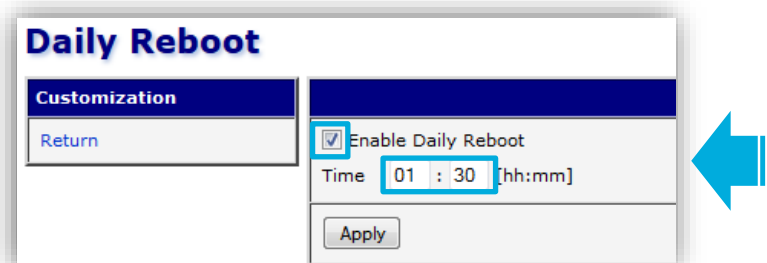 Daily Reboot
Customization
Return
Enable Daily Reboot
Time 01 : 30 [hh:mm]
Apply